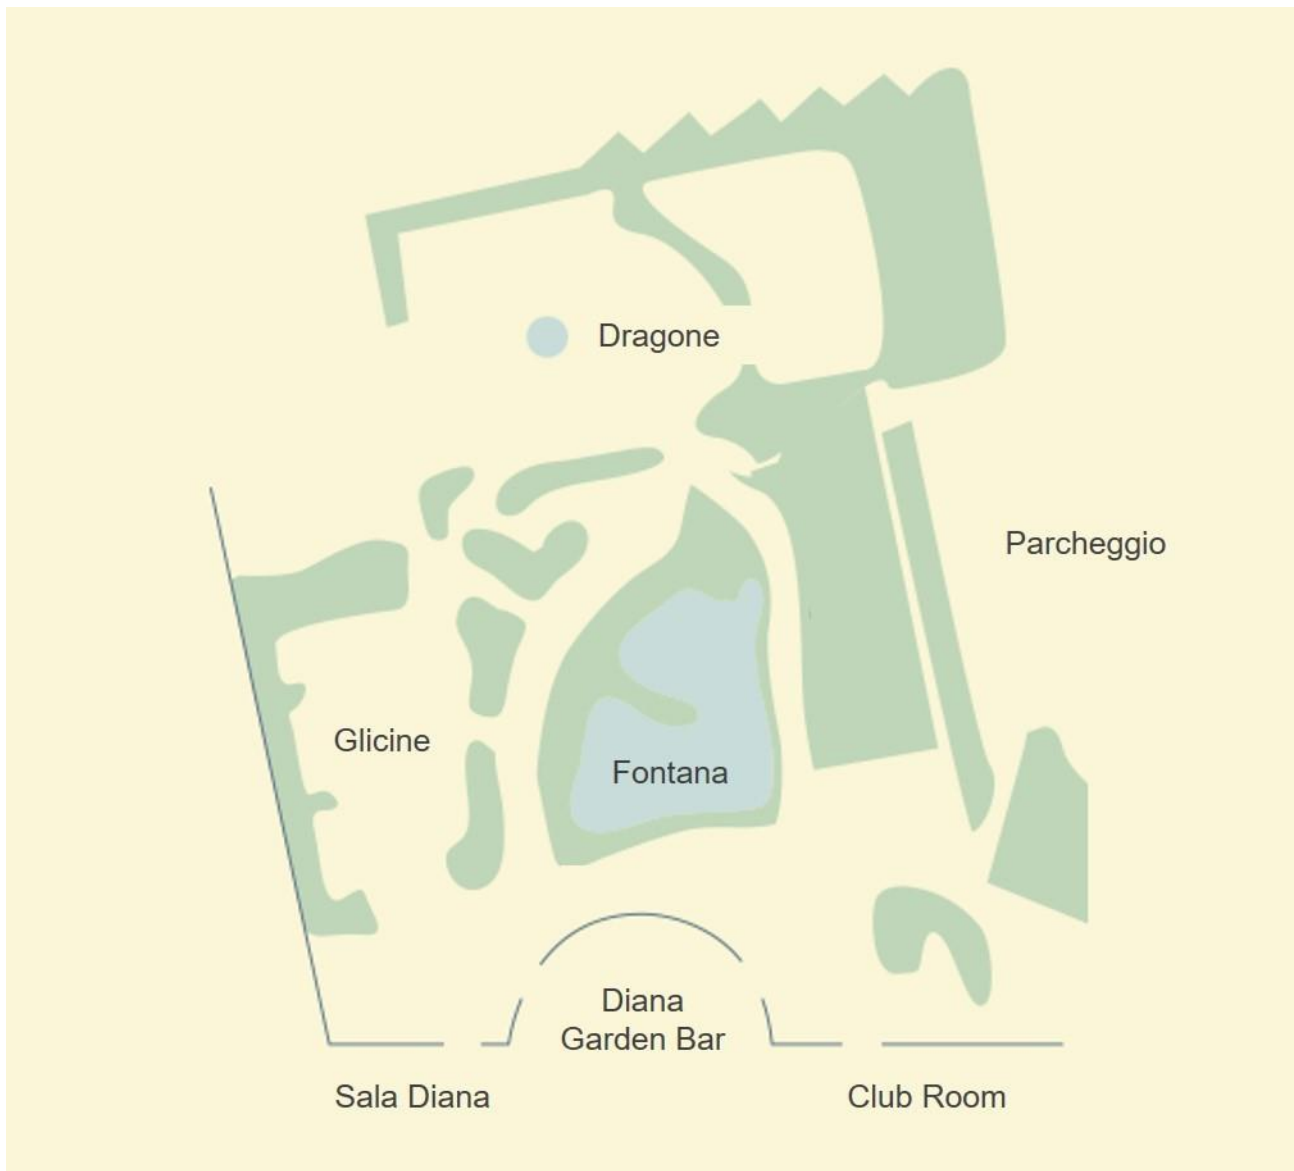 Dragone
Parcheggio
Glicine
Fontana
Diana
Garden Bar
Sala Diana
Club Room